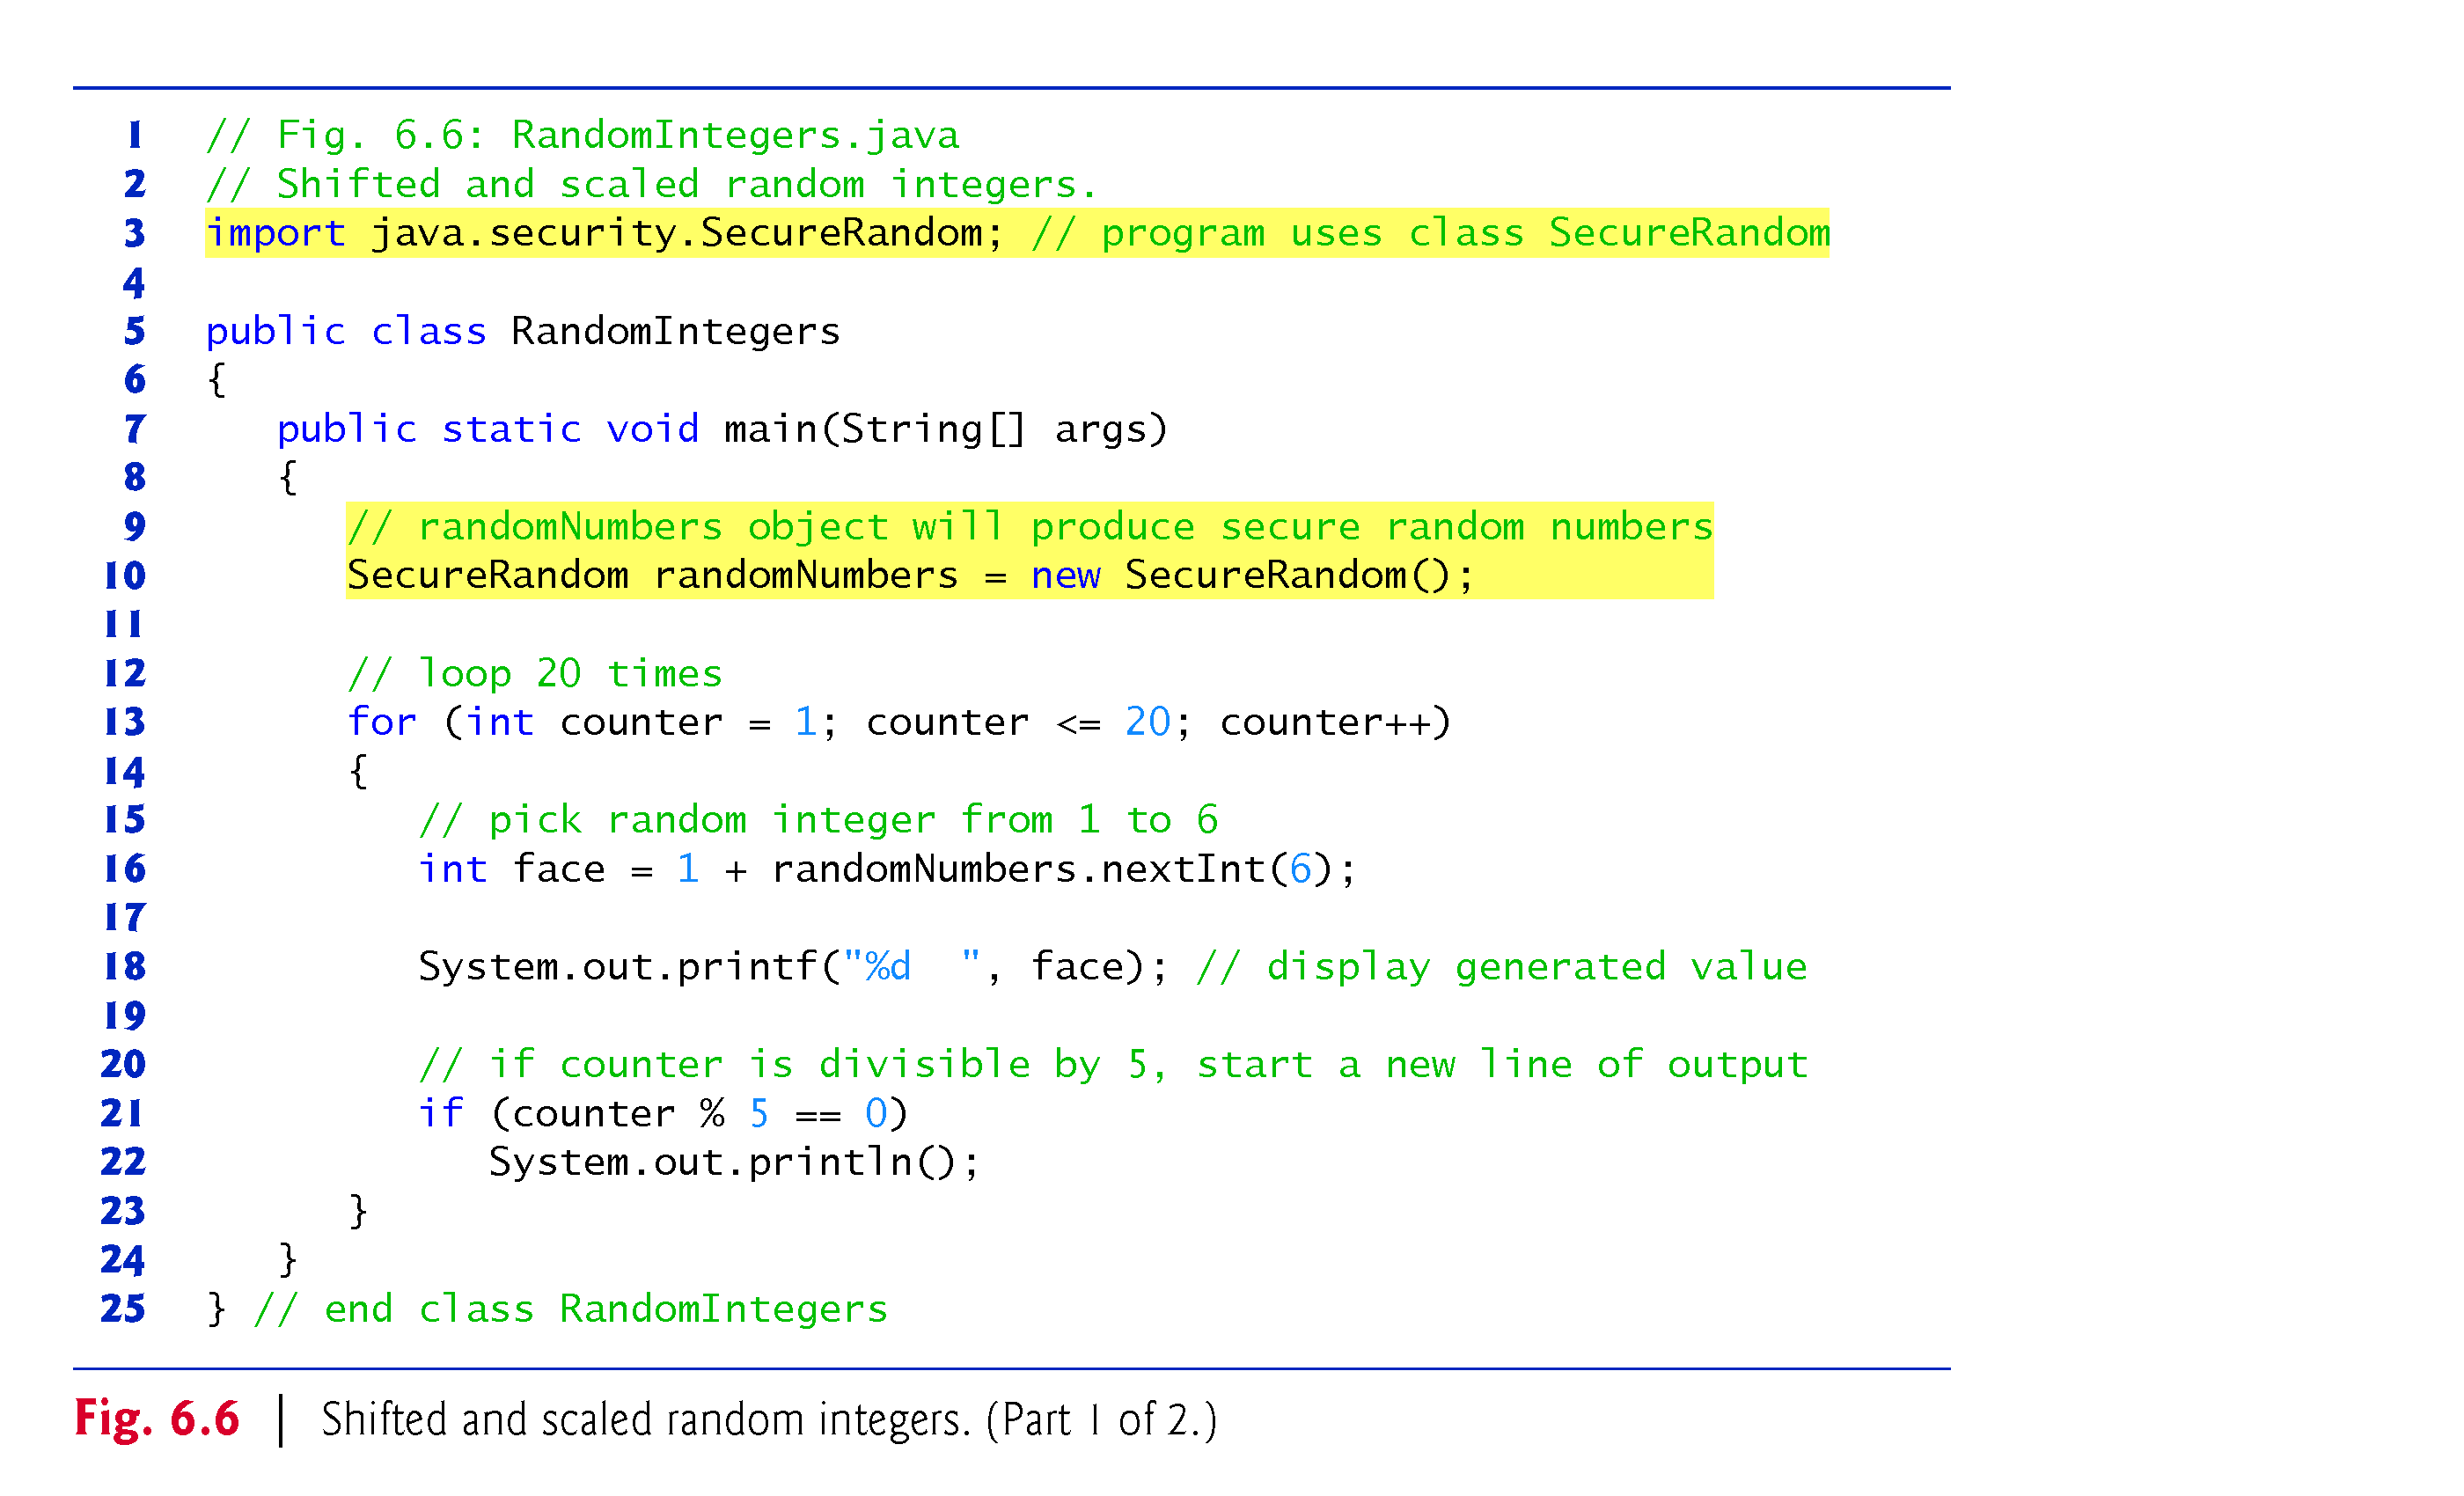 1 // Fig. 6.6: RandomIntegers.java
2 // Shifted and scaled random integers.
3 import java.security.SecureRandom; // program uses class SecureRandom
4
5 public class RandomIntegers
6 {
7    public static void main(String[] args)
8    {
9       // randomNumbers object will produce secure random numbers
10       SecureRandom randomNumbers = new SecureRandom();
11
12       // loop 20 times
13       for (int counter = 1; counter <= 20; counter++)
14       {
15          // pick random integer from 1 to 6
16          int face = 1 + randomNumbers.nextInt(6);
17
18          System.out.printf("%d  ", face); // display generated value
19
20          // if counter is divisible by 5, start a new line of output
21          if (counter % 5 == 0)
22             System.out.println();
23       }
24    }
25 } // end class RandomIntegers
Fig. 6.6 | Shifted and scaled random integers. (Part 1 of 2.)